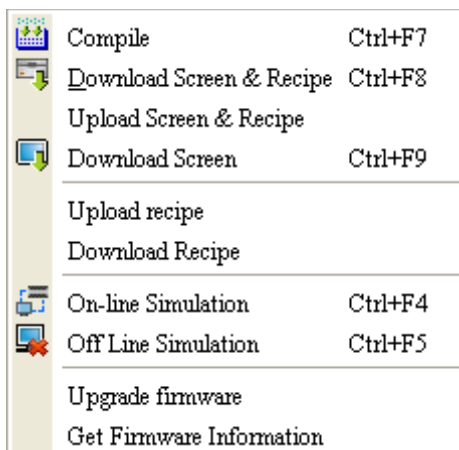 Compile Ctrl+F7
Download Screen & Recipe Ctrl+F8
Upload Screen & Recipe
Download Screen Ctrl+F9
Upload recipe
Download Recipe
On-line Simulation Ctrl+F4
Off Line Simulation Ctrl+F5
Upgrade firmware
Get Firmware Information